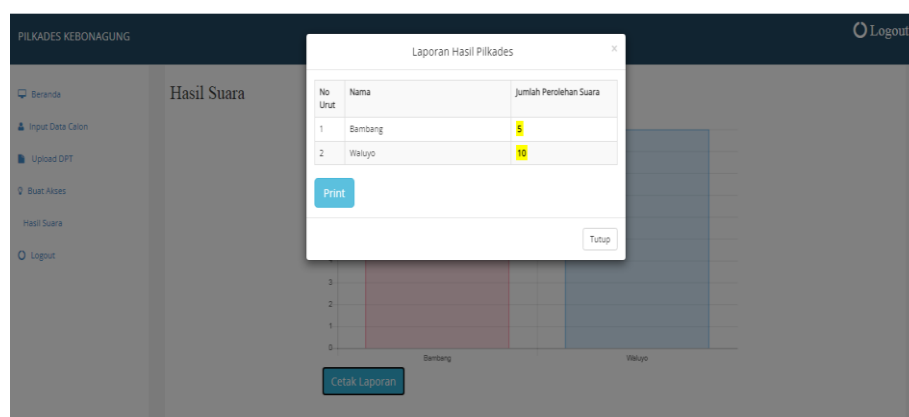 PILKADES KEBONAGUNG
Logout
Laporan Hasil Pilkades
x
Beranda
Input Data Calon
Upload DPT
Buat Akses
Hasil Suara
Logout
Hasil Suara
No Urut Nama Jumlah Perolehan Suara
1 Bambang 5
2 Waluyo 10
Print
Tutup
3
2
1
0
Bambang Waluyo
Cetak Laporan